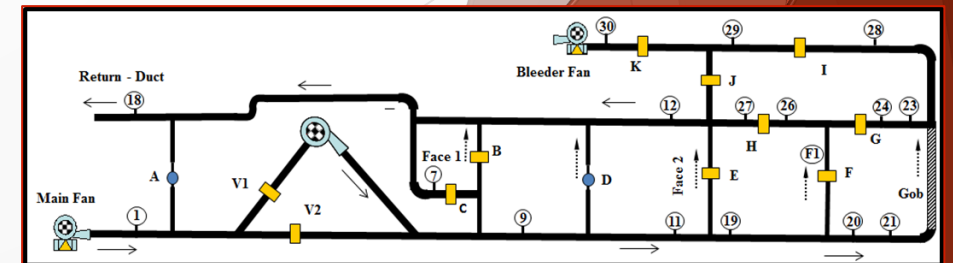 30
29
28
Bleeder Fan
K
I
Return - Duct
J
18
12
27
26
24
23
H
G
Face 1
B
F1
7
A
D
Face 2
E
F
V1
C
Gob
Main Fan
V2
1
9
11
19
20
21